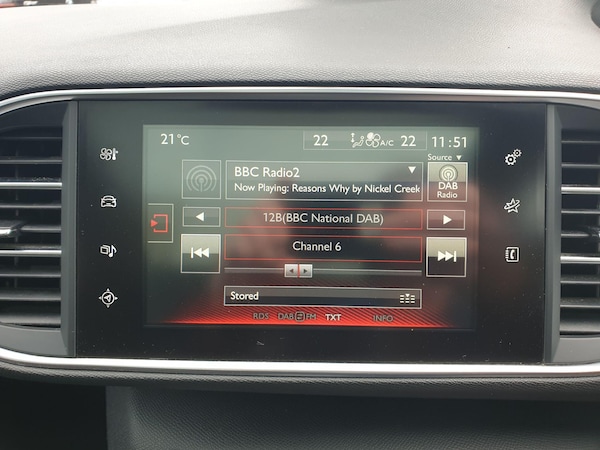 21°C
22 A/C 22
11:51
Source
BBC Radio2
Now Playing: Reasons Why by Nickel Creek
DAB
Radio
12B(BBC National DAB)
Channel 6
Stored
RDS DAB FM TXT INFO